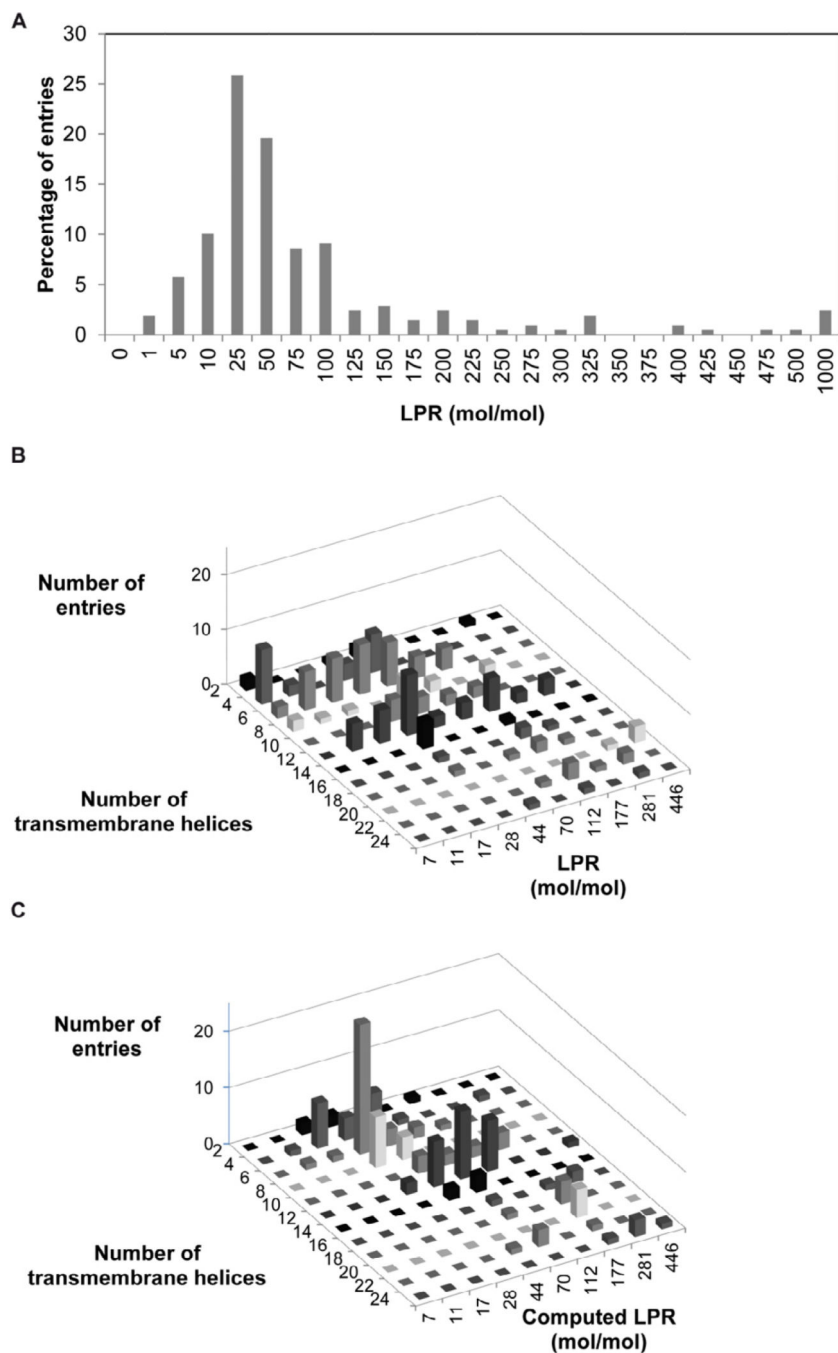 A
30
25
20
15
10
5
0
Percentage of entries
0 1 5 10 25 50 75 100 125 150 175 200 225 250 275 300 325 350 400 425 450 475 500 1000
LPR (mol/mol)
B
Number of
entries
20
10
0
2
4
6
8
10
12
14
16
18
20
22
24
Number of
transmembrane helices
7 11 17 28 44 70 112 177 281 446
LPR
(mol/mol)
C
Number of
entries
20
10
0
2
4
6
8
10
12
14
16
18
20
22
24
Number of
transmembrane helices
7 11 17 28 44 70 112 177 281 446
Computed LPR
(mol/mol)